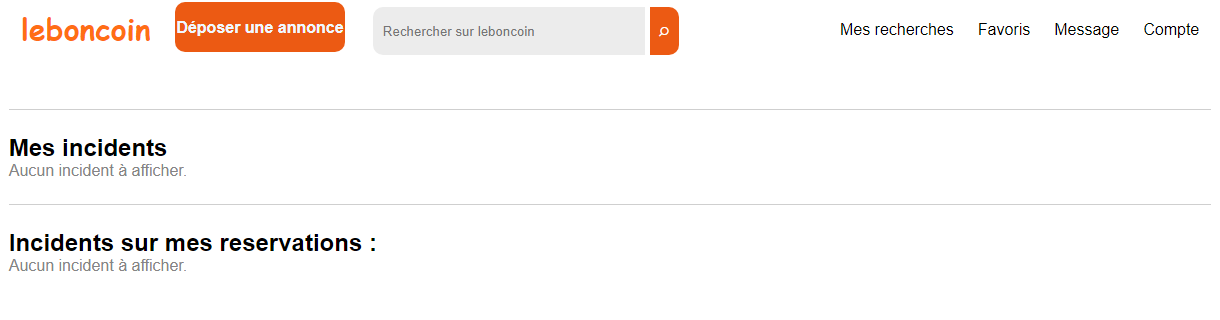 leboncoin Déposer une annonce Rechercher sur leboncoin Mes recherches Favoris Message Compte
Mes incidents
Aucun incident à afficher.
Incidents sur mes reservations :
Aucun incident à afficher.